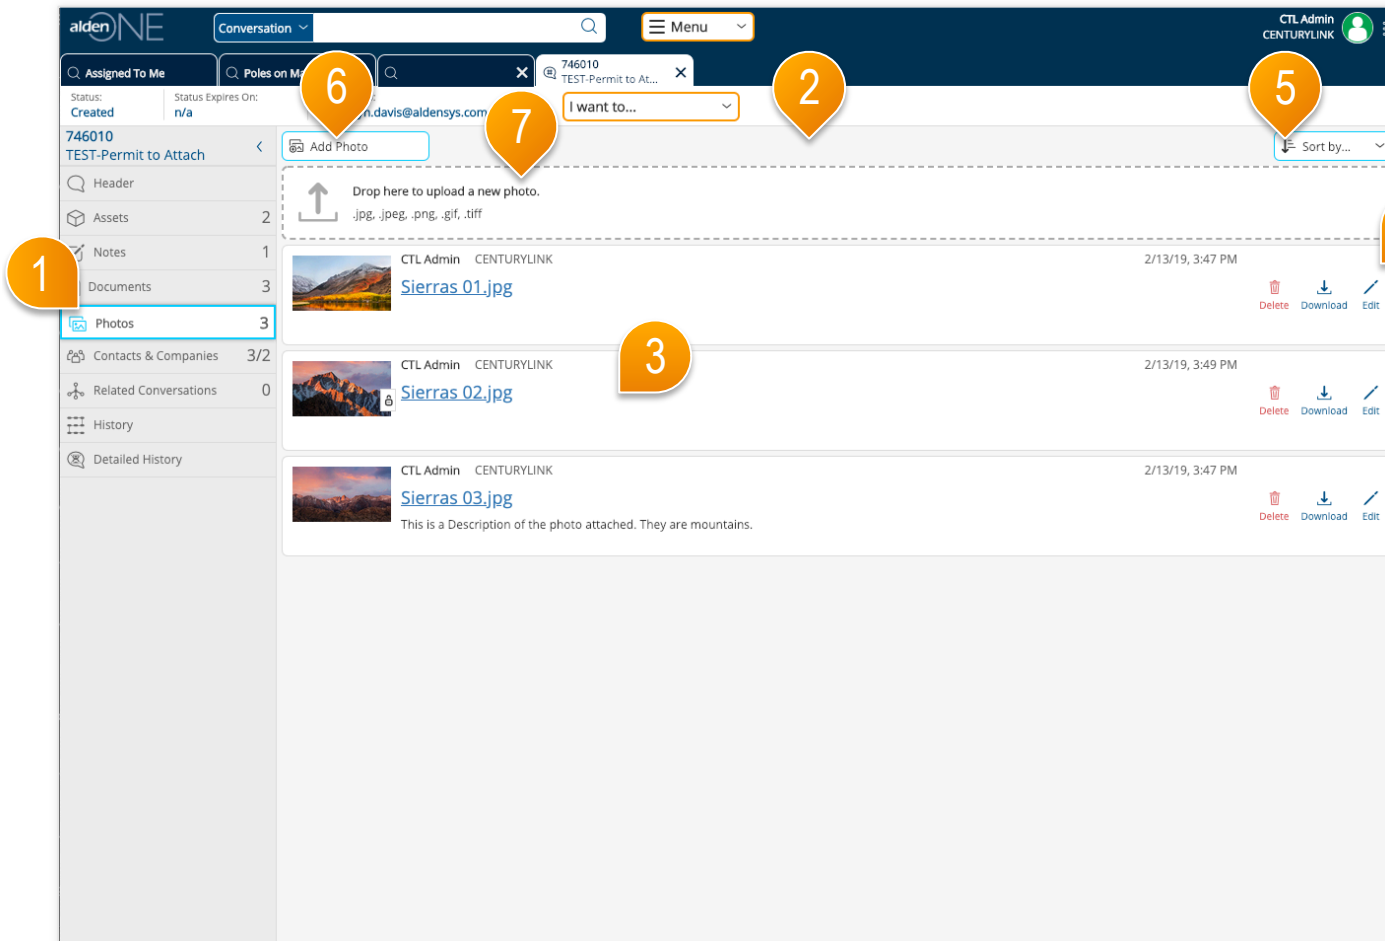 alden ONE
Conversation
Menu
CTL Admin
CENTURYLINK
Assigned To Me
Poles on Ma
746010
TEST-Permit to At...
6
2
5
7
Status:
Created
Status Expires On:
n/a
n.davis@aldensys.com
I want to...
746010
TEST-Permit to Attach
Add Photo
Sort by...
Header
Assets 2
Notes 1
Documents 3
Photos 3
Contacts & Companies 3/2
Related Conversations 0
History
Detailed History
1
Drop here to upload a new photo.
.jpg, .jpeg, .png, .gif, .tiff
CTL Admin CENTURYLINK 2/13/19, 3:47 PM
Sierras 01.jpg
Delete Download Edit
3
CTL Admin CENTURYLINK 2/13/19, 3:49 PM
Sierras 02.jpg
Delete Download Edit
CTL Admin CENTURYLINK 2/13/19, 3:47 PM
Sierras 03.jpg
Delete Download Edit
This is a Description of the photo attached. They are mountains.